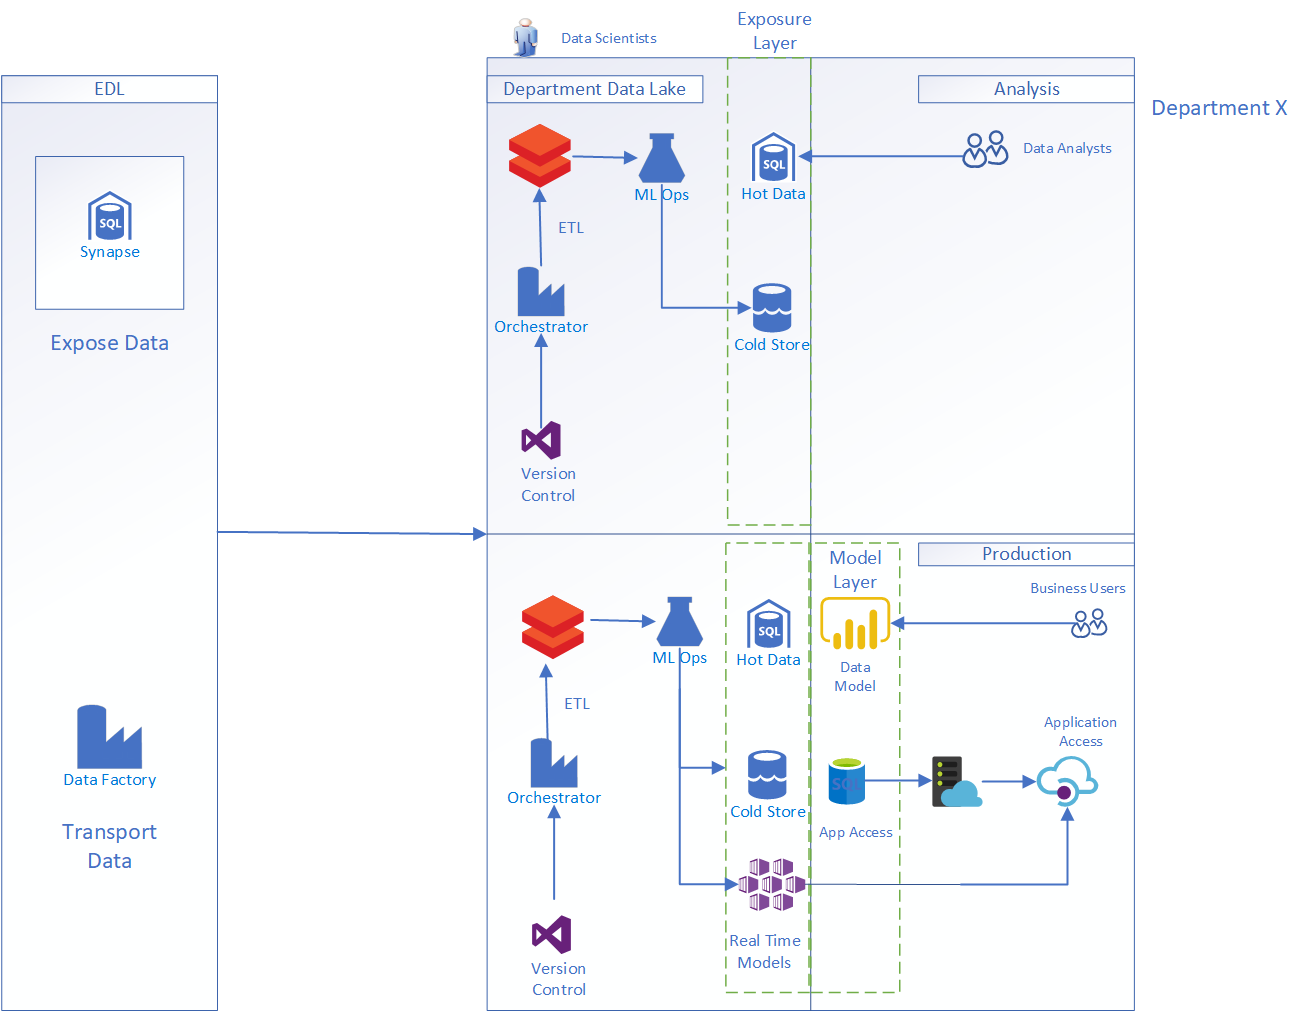 EDL
SQL
Synapse
Expose Data
Data Factory
Transport
Data
Data Scientists
Exposure
Layer
Department Data Lake
Analysis
Department X
ML Ops
SQL
Hot Data
Data Analysts
ETL
Orchestrator
Cold Store
Version
Control
Model
Layer
Production
Business Users
ML Ops
SQL
Hot Data
Data
Model
ETL
Orchestrator
Cold Store
SQL
App Access
Application
Access
Real Time
Models
Version
Control